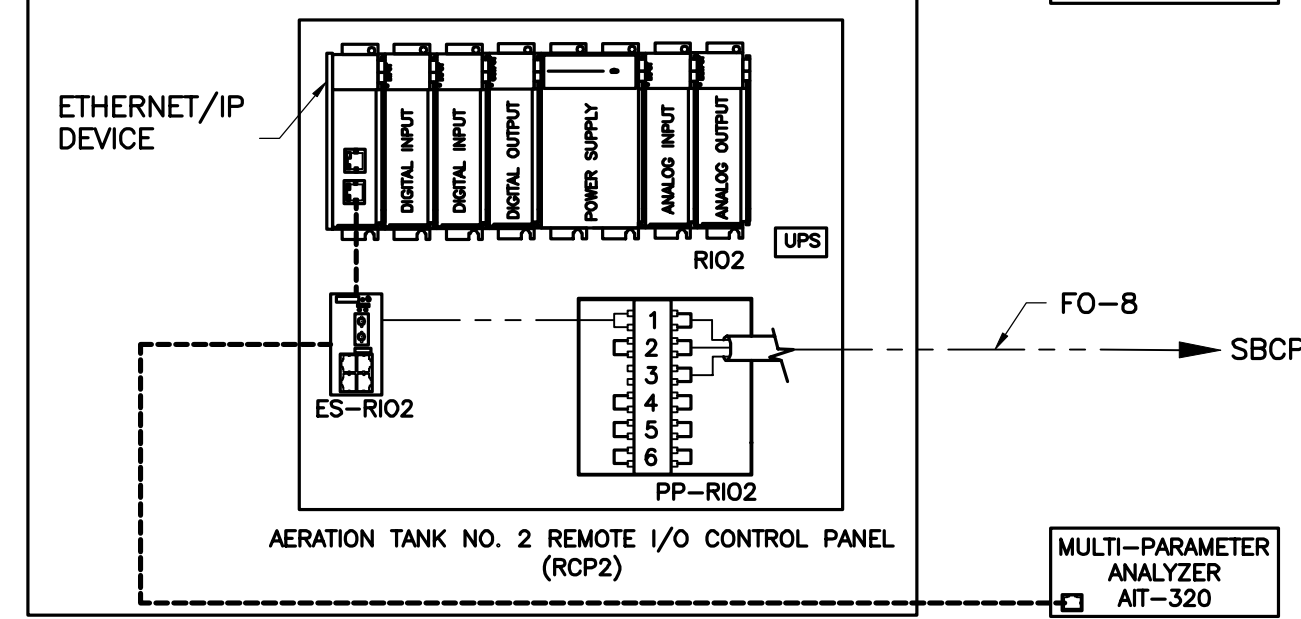 ETHERNET/IP
DEVICE
DIGITAL INPUT
DIGITAL INPUT
DIGITAL OUTPUT
POWER SUPPLY
ANALOG INPUT
ANALOG OUTPUT
RIO2
UPS
ES-RIO2
1
2
3
4
5
6
PP-RIO2
FO-8
SBCP
AERATION TANK NO. 2 REMOTE I/O CONTROL PANEL
(RCP2)
MULTI-PARAMETER
ANALYZER
AIT-320